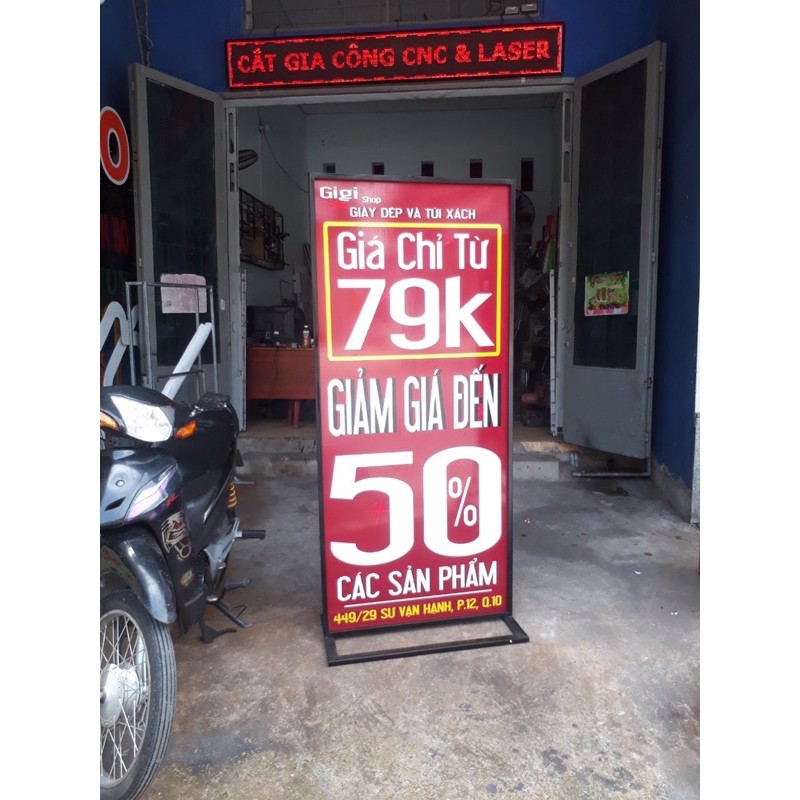 CẮT GIA CÔNG CNC & LASER
Gigi Shop
GIÀY DÉP VÀ TÚI XÁCH
Giá Chỉ Từ
79k
GIẢM GIÁ ĐẾN
50%
CÁC SẢN PHẨM
449/29 SƯ VẠN HẠNH, P.12, Q.10